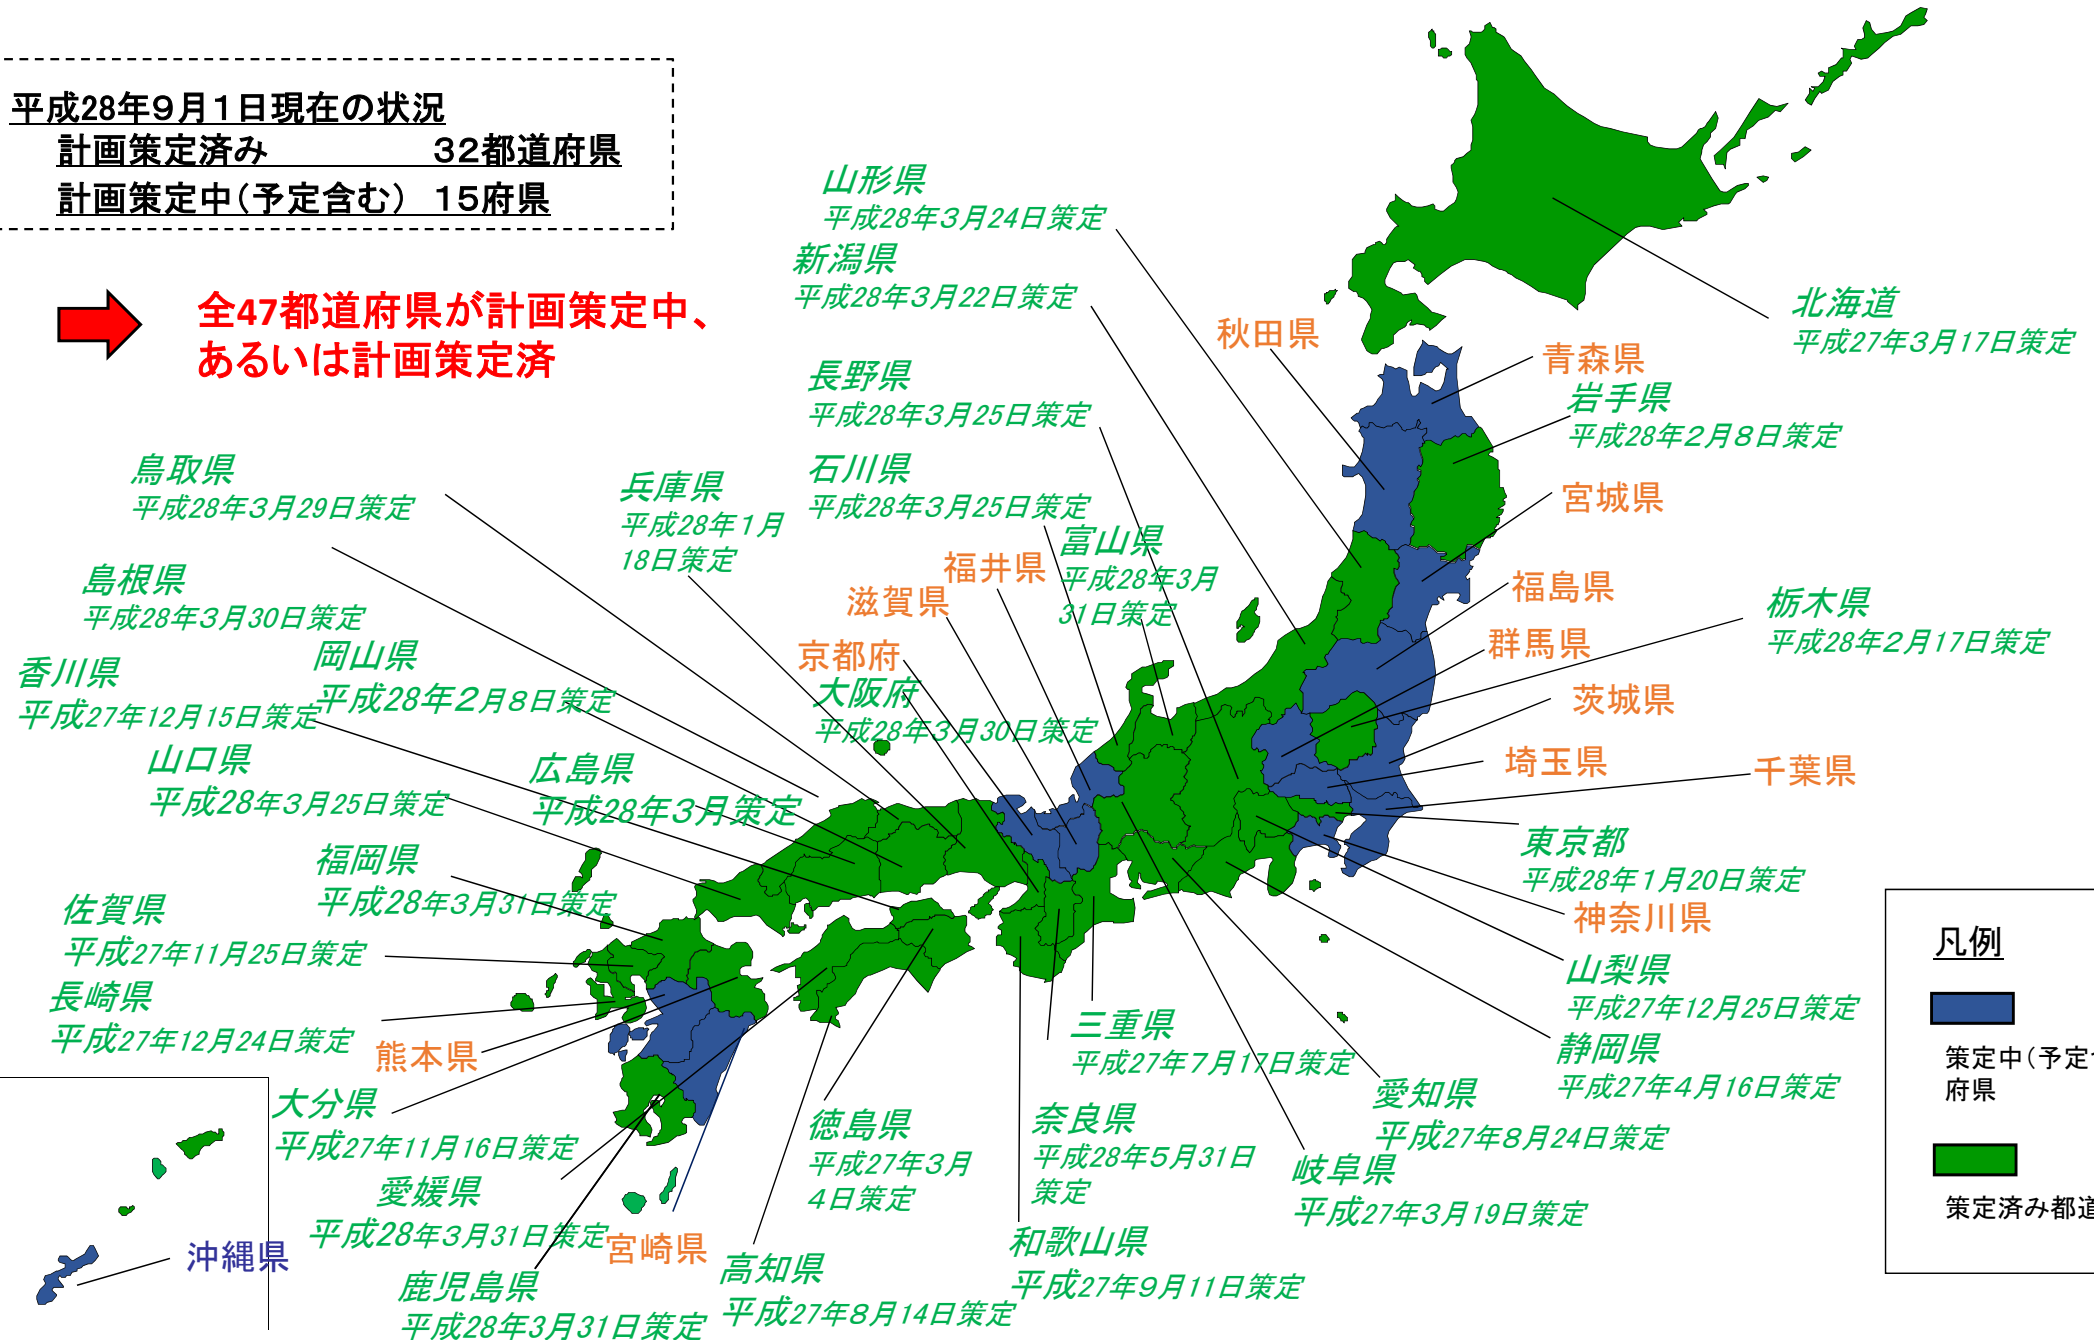 平成28年９月１日現在の状況
計画策定済み　　　　　３２都道府県
計画策定中（予定含む）　１５府県
全47都道府県が計画策定中、
あるいは計画策定済
山形県
平成28年３月24日策定
新潟県
平成28年３月22日策定
秋田県
北海道
平成27年３月17日策定
青森県
長野県
平成28年３月25日策定
岩手県
平成28年２月８日策定
石川県
平成28年３月25日策定
鳥取県
平成28年３月29日策定
兵庫県
平成28年１月
18日策定
宮城県
富山県
平成28年３月
31日策定
福井県
滋賀県
福島県
島根県
平成28年３月30日策定
栃木県
平成28年２月17日策定
群馬県
京都府
大阪府
平成28年３月30日策定
岡山県
平成28年２月８日策定
香川県
平成27年12月15日策定
茨城県
埼玉県
千葉県
山口県
平成28年３月25日策定
広島県
平成28年３月策定
東京都
平成28年１月20日策定
福岡県
平成28年３月31日策定
佐賀県
平成27年11月25日策定
神奈川県
山梨県
平成27年12月25日策定
長崎県
平成27年12月24日策定
熊本県
三重県
平成27年７月17日策定
静岡県
平成27年４月16日策定
大分県
平成27年11月16日策定
徳島県
平成27年３月
４日策定
奈良県
平成28年５月31日
策定
愛知県
平成27年８月24日策定
岐阜県
平成27年３月19日策定
愛媛県
平成28年３月31日策定
宮崎県
高知県
平成27年８月14日策定
和歌山県
平成27年９月11日策定
鹿児島県
平成28年３月31日策定
沖縄県
凡例
策定中（予定
府県
策定済み都道